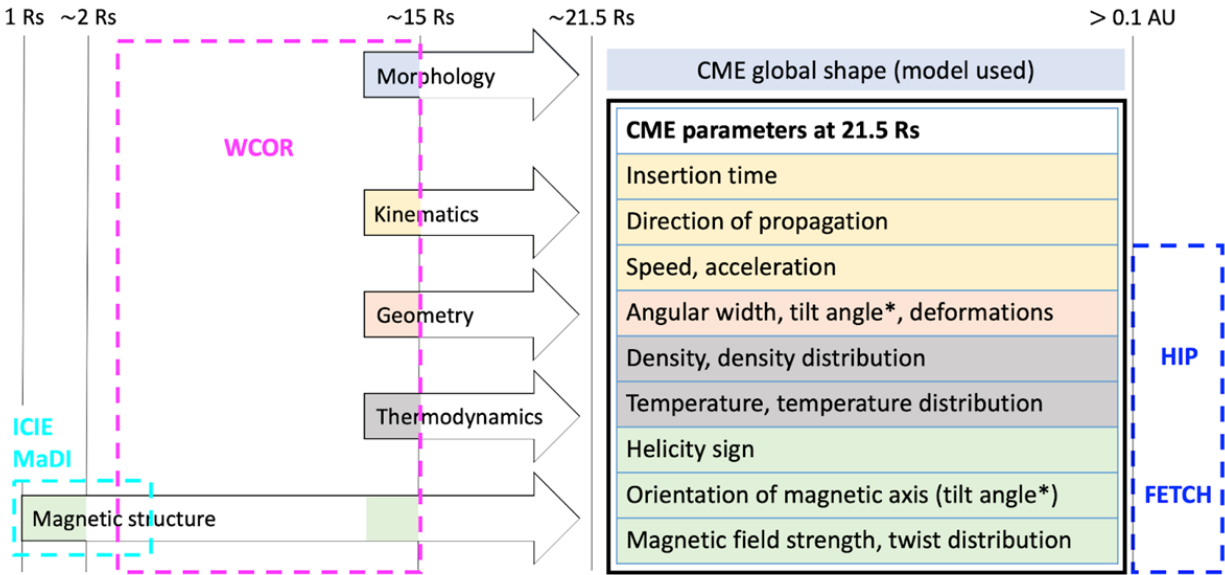 1 Rs ~2 Rs ~15 Rs ~21.5 Rs > 0.1 AU
Morphology
CME global shape (model used)
WCOR
CME parameters at 21.5 Rs
Insertion time
Kinematics
Direction of propagation
Speed, acceleration
Geometry
Angular width, tilt angle*, deformations
Density, density distribution
HIP
Thermodynamics
Temperature, temperature distribution
ICIE
MaDI
Helicity sign
Orientation of magnetic axis (tilt angle*)
FETCH
Magnetic structure
Magnetic field strength, twist distribution